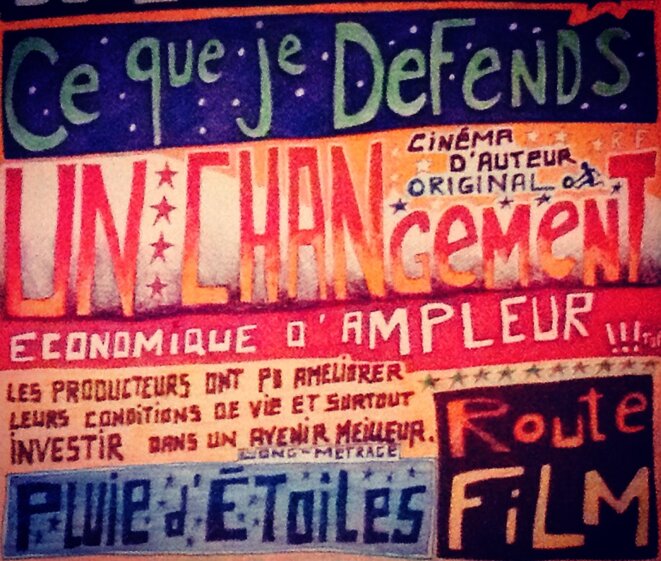 Ce que je DeFeNDS
CiNÉMA
D'AUTEUR
ORIGINAL
R F
UN CHANgement
ECONOMIQUE D'AMPLEUR !!!
LES PRODUCTEURS ONT PU AMELIORER
LEURS CONDITIONS DE VIE ET SURTOUT
INVESTIR DANS UN AVENIR MEILLEUR.
LONG-METRAGE
PLUIE d'ÉToiLES
Route
FiLM